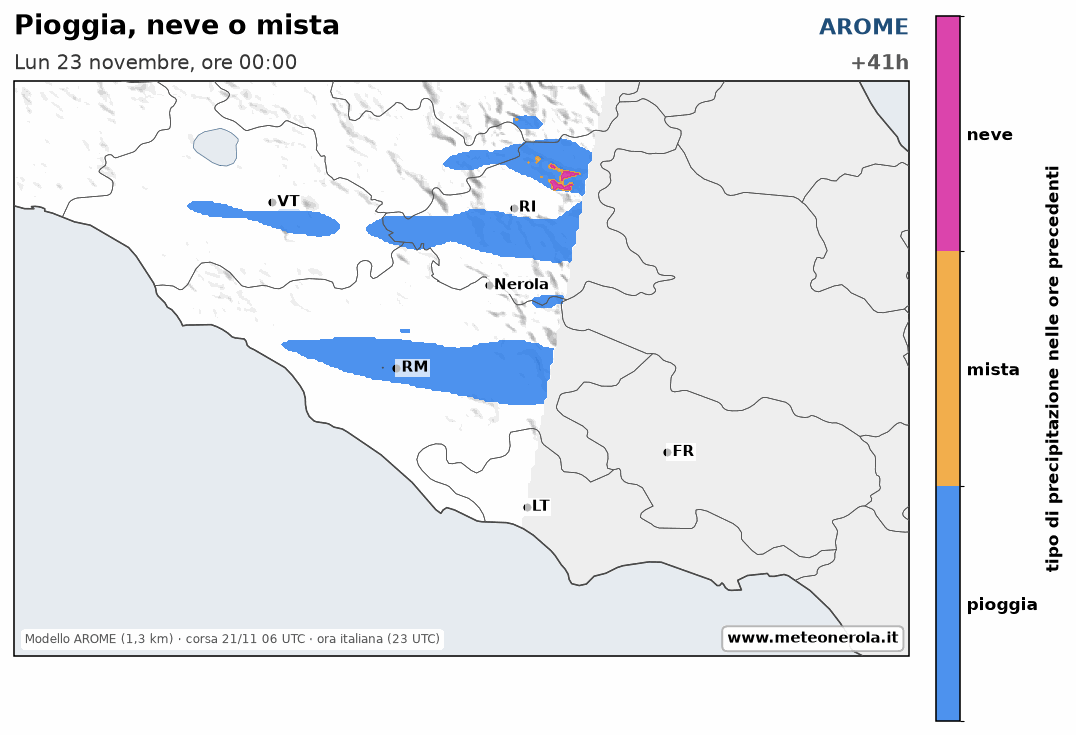 Pioggia, neve o mista
AROME
Lun 23 novembre, ore 00:00
+41h
neve
mista
pioggia
tipo di precipitazione nelle ore precedenti
VT
RI
Nerola
RM
FR
LT
Modello AROME (1,3 km) · corsa 21/11 06 UTC · ora italiana (23 UTC)
www.meteonerola.it